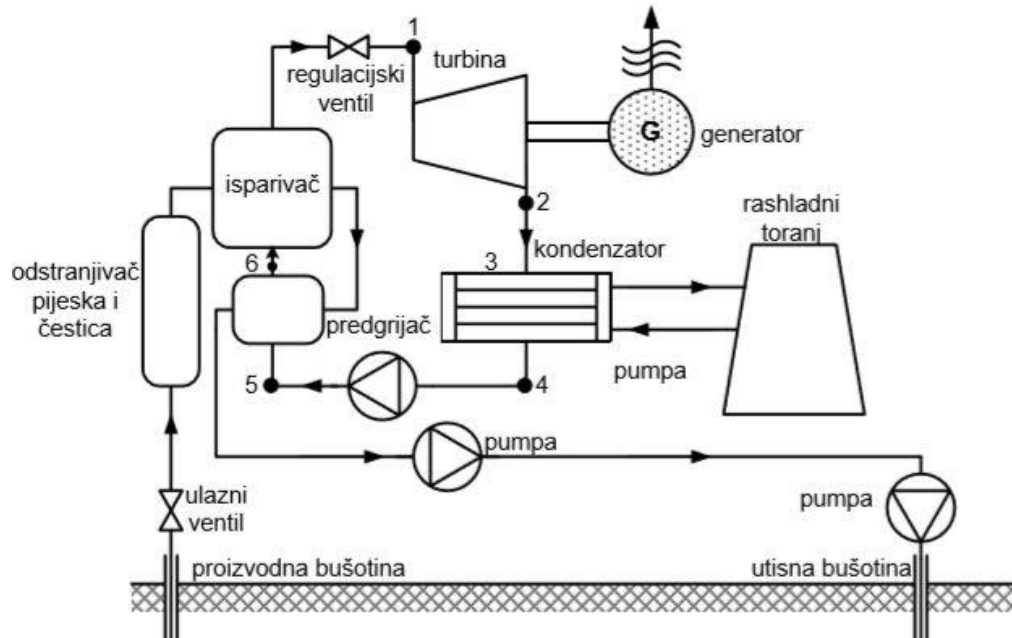 1
turbina
regulacijski
ventil
G
generator
isparivač
2
rashladni
toranj
kondenzator
3
odstranjivač
pijeska i
čestica
6
predgrijač
pumpa
5
4
pumpa
ulazni
ventil
pumpa
proizvodna bušotina
utisna bušotina